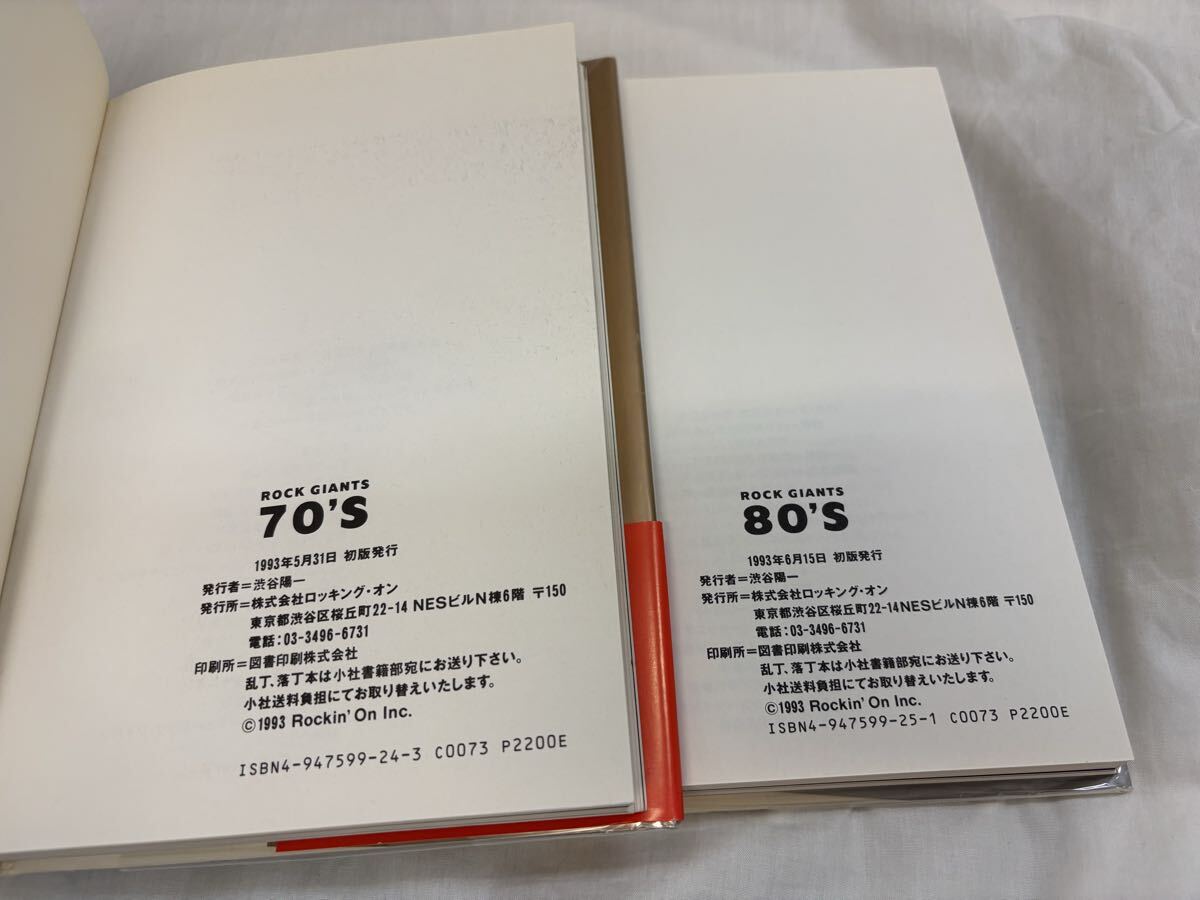 ROCK GIANTS
70'S
1993年5月31日 初版発行
発行者=渋谷陽一
発行所=株式会社ロッキング・オン
東京都渋谷区桜丘町22-14 NESビルN棟6階 〒150
電話:03-3496-6731
印刷所=図書印刷株式会社
乱丁、落丁本は小社書籍部宛にお送り下さい。
小社送料負担にてお取り替えいたします。
©1993 Rockin' On Inc.
ISBN4-947599-24-3 C0073 P2200E
ROCK GIANTS
80'S
1993年6月15日 初版発行
発行者=渋谷陽一
発行所=株式会社ロッキング・オン
東京都渋谷区桜丘町22-14 NESビルN棟6階 〒150
電話:03-3496-6731
印刷所=図書印刷株式会社
乱丁、落丁本は小社書籍部宛にお送り下さい。
小社送料負担にてお取り替えいたします。
©1993 Rockin' On Inc.
ISBN4-947599-25-1 C0073 P2200E